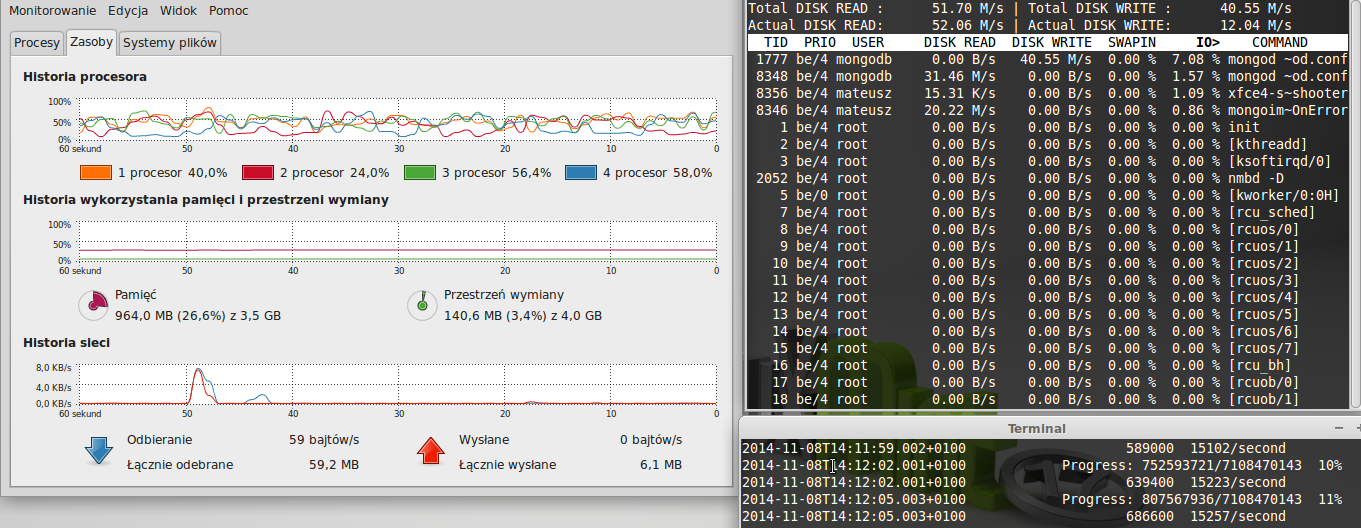 Monitorowanie Edycja Widok Pomoc
Procesy Zasoby Systemy plików
Historia procesora
100%
50%
0%
60 sekund 50 40 30 20 10 0
1 procesor 40,0% 2 procesor 24,0% 3 procesor 56,4% 4 procesor 58,0%
Historia wykorzystania pamięci i przestrzeni wymiany
100%
50%
0%
60 sekund 50 40 30 20 10 0
Pamięć
964,0 MB (26,6%) z 3,5 GB
Przestrzeń wymiany
140,6 MB (3,4%) z 4,0 GB
Historia sieci
8,0 KB/s
4,0 KB/s
0,0 KB/s
60 sekund 50 40 30 20 10 0
Odbieranie 59 bajtów/s
Łącznie odebrane 59,2 MB
Wysłane 0 bajtów/s
Łącznie wysłane 6,1 MB
Total DISK READ : 51.70 M/s | Total DISK WRITE : 40.55 M/s
Actual DISK READ: 52.06 M/s | Actual DISK WRITE: 12.04 M/s
TID PRIO USER DISK READ DISK WRITE SWAPIN IO> COMMAND
1777 be/4 mongodb 0.00 B/s 40.55 M/s 0.00 % 7.08 % mongod ~od.conf
8348 be/4 mongodb 31.46 M/s 0.00 B/s 0.00 % 1.57 % mongod ~od.conf
8356 be/4 mateusz 15.31 K/s 0.00 B/s 0.00 % 1.09 % xfce4-s~shooter
8346 be/4 mateusz 20.22 M/s 0.00 B/s 0.00 % 0.86 % mongoim~OnError
1 be/4 root 0.00 B/s 0.00 B/s 0.00 % 0.00 % init
2 be/4 root 0.00 B/s 0.00 B/s 0.00 % 0.00 % [kthreadd]
3 be/4 root 0.00 B/s 0.00 B/s 0.00 % 0.00 % [ksoftirqd/0]
2052 be/4 root 0.00 B/s 0.00 B/s 0.00 % 0.00 % nmbd -D
5 be/0 root 0.00 B/s 0.00 B/s 0.00 % 0.00 % [kworker/0:0H]
7 be/4 root 0.00 B/s 0.00 B/s 0.00 % 0.00 % [rcu_sched]
8 be/4 root 0.00 B/s 0.00 B/s 0.00 % 0.00 % [rcuos/0]
9 be/4 root 0.00 B/s 0.00 B/s 0.00 % 0.00 % [rcuos/1]
10 be/4 root 0.00 B/s 0.00 B/s 0.00 % 0.00 % [rcuos/2]
11 be/4 root 0.00 B/s 0.00 B/s 0.00 % 0.00 % [rcuos/3]
12 be/4 root 0.00 B/s 0.00 B/s 0.00 % 0.00 % [rcuos/4]
13 be/4 root 0.00 B/s 0.00 B/s 0.00 % 0.00 % [rcuos/5]
14 be/4 root 0.00 B/s 0.00 B/s 0.00 % 0.00 % [rcuos/6]
15 be/4 root 0.00 B/s 0.00 B/s 0.00 % 0.00 % [rcuos/7]
16 be/4 root 0.00 B/s 0.00 B/s 0.00 % 0.00 % [rcu_bh]
17 be/4 root 0.00 B/s 0.00 B/s 0.00 % 0.00 % [rcuob/0]
18 be/4 root 0.00 B/s 0.00 B/s 0.00 % 0.00 % [rcuob/1]
Terminal
2014-11-08T14:11:59.002+0100 589000 15102/second
2014-11-08T14:12:02.001+0100 Progress: 752593721/7108470143 10%
2014-11-08T14:12:02.001+0100 639400 15223/second
2014-11-08T14:12:05.003+0100 Progress: 807567936/7108470143 11%
2014-11-08T14:12:05.003+0100 686600 15257/second